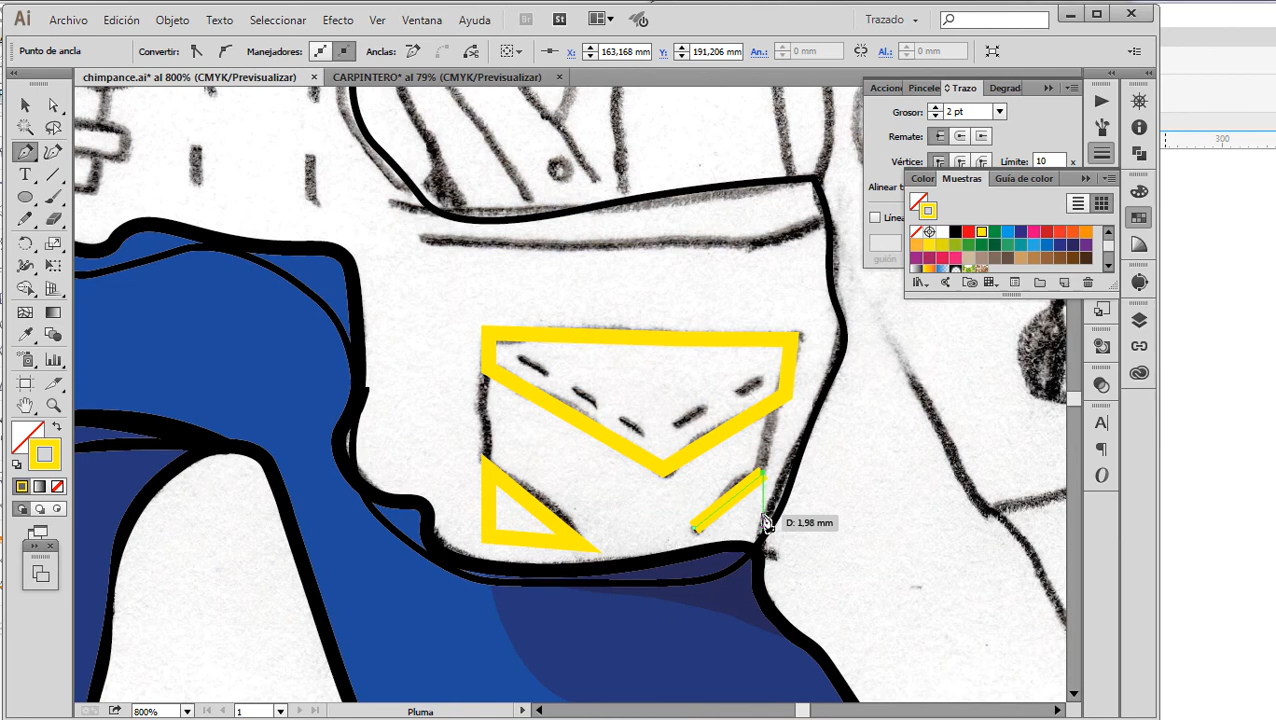 Ai Archivo Edición Objeto Texto Seleccionar Efecto Ver Ventana Ayuda Br St Trazado
Punto de ancla Convertir: Manejadores: Anclas: X: 163,168 mm Y: 191,206 mm An.: 0 mm Al.: 0 mm
chimpance.ai* al 800% (CMYK/Previsualizar) × CARPINTERO* al 79% (CMYK/Previsualizar) ×
Accion Pincele Trazo Degrad
Grosor: 2 pt
Remate:
Vértice: Límite: 10 x
Color Muestras Guía de color
Alinear t
Línea
guión
300
D: 1,98 mm
800% 1 Pluma